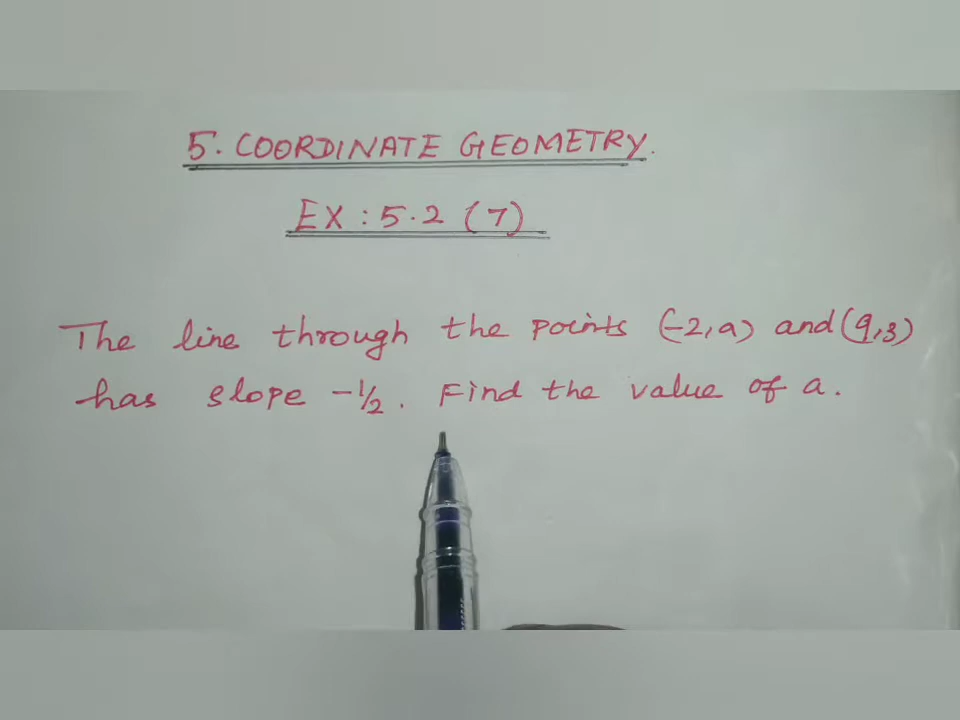 5. COORDINATE GEOMETRY.
EX : 5.2 (7)
The line through the points (-2,a) and (9,3)
has slope -1/2. Find the value of a.